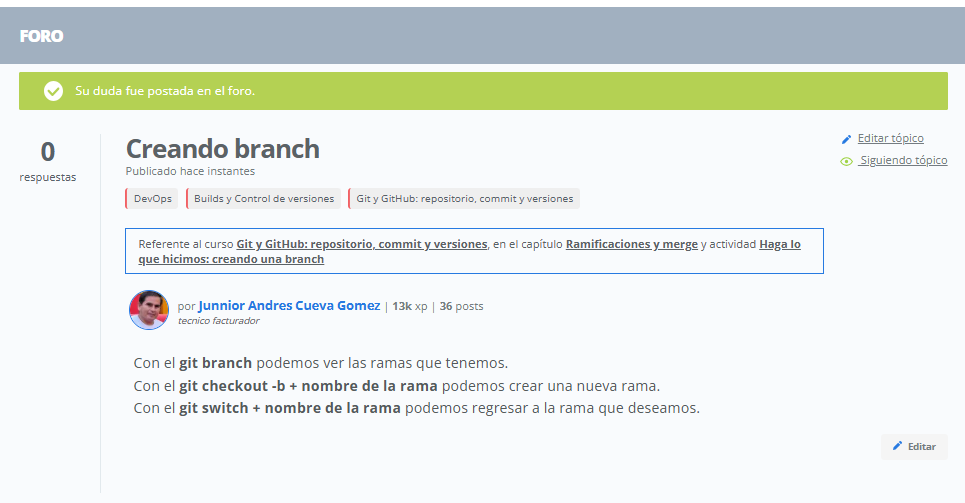 FORO
Su duda fue postada en el foro.
0
respuestas
Creando branch
Publicado hace instantes
DevOps
Builds y Control de versiones
Git y GitHub: repositorio, commit y versiones
Editar tópico
Siguiendo tópico
Referente al curso Git y GitHub: repositorio, commit y versiones, en el capítulo Ramificaciones y merge y actividad Haga lo
que hicimos: creando una branch
por Junnior Andres Cueva Gomez | 13k xp | 36 posts
tecnico facturador
Con el git branch podemos ver las ramas que tenemos.
Con el git checkout -b + nombre de la rama podemos crear una nueva rama.
Con el git switch + nombre de la rama podemos regresar a la rama que deseamos.
Editar